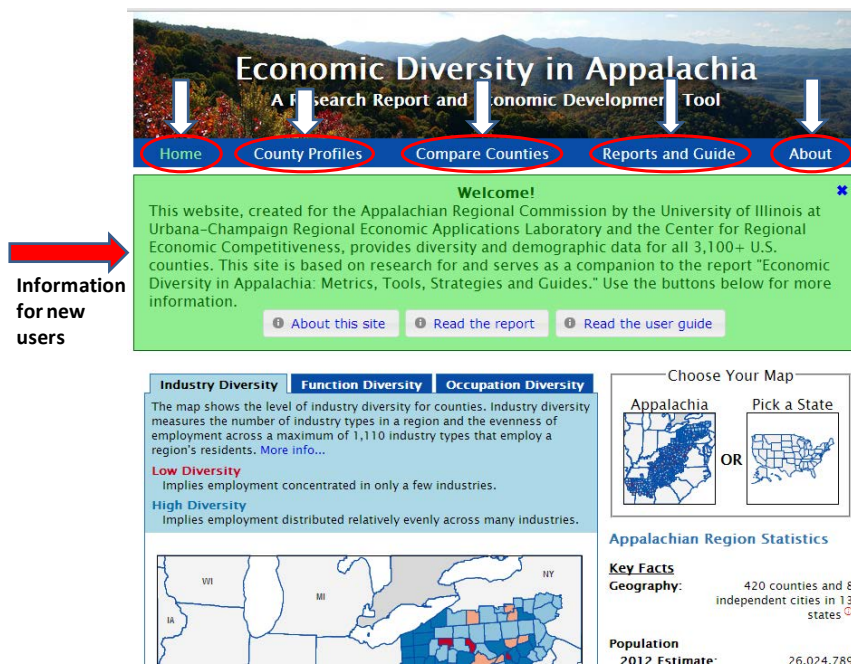 Economic Diversity in Appalachia
A Research Report and Economic Development Tool
Home County Profiles Compare Counties Reports and Guide About
Welcome!
This website, created for the Appalachian Regional Commission by the University of Illinois at
Urbana-Champaign Regional Economic Applications Laboratory and the Center for Regional
Economic Competitiveness, provides diversity and demographic data for all 3,100+ U.S.
counties. This site is based on research for and serves as a companion to the report "Economic
Diversity in Appalachia: Metrics, Tools, Strategies and Guides." Use the buttons below for more
information.
About this site Read the report Read the user guide
Information
for new
users
Industry Diversity Function Diversity Occupation Diversity
The map shows the level of industry diversity for counties. Industry diversity
measures the number of industry types in a region and the evenness of
employment across a maximum of 1,110 industry types that employ a
region's residents. More info...
Low Diversity
Implies employment concentrated in only a few industries.
High Diversity
Implies employment distributed relatively evenly across many industries.
WI
MI
NY
IA
Choose Your Map
Appalachia Pick a State
OR
Appalachian Region Statistics
Key Facts
Geography: 420 counties and 8
independent cities in 13
states
Population
2012 Estimate: 26,024,789